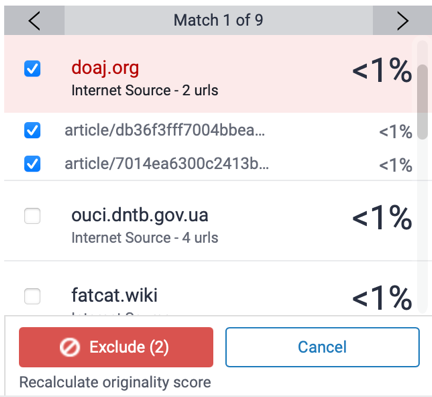 Match 1 of 9
doaj.org
<1%
Internet Source - 2 urls
article/db36f3fff7004bbea...
<1%
article/7014ea6300c2413b...
<1%
ouci.dntb.gov.ua
<1%
Internet Source - 4 urls
fatcat.wiki
<1%
Exclude (2)
Cancel
Recalculate originality score